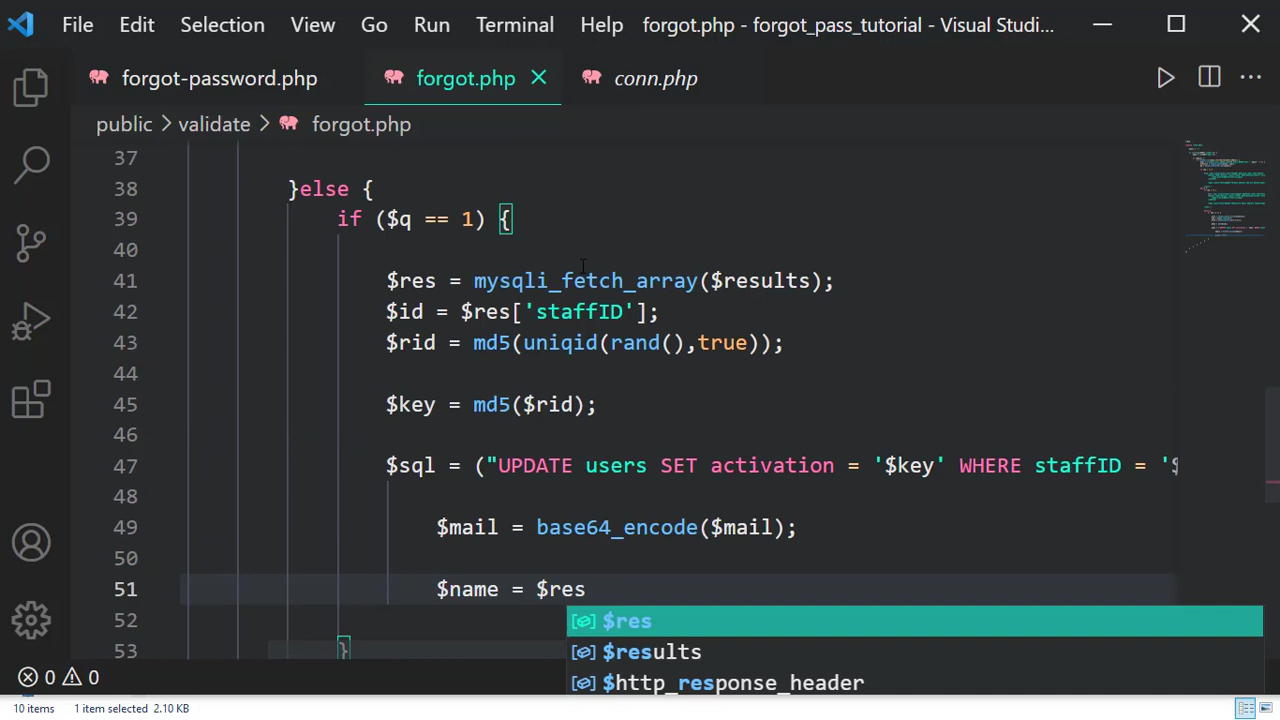 File Edit Selection View Go Run Terminal Help forgot.php - forgot_pass_tutorial - Visual Studi...
forgot-password.php forgot.php conn.php
public > validate > forgot.php
37
38 }else {
39 if ($q == 1) {
40
41 $res = mysqli_fetch_array($results);
42 $id = $res['staffID'];
43 $rid = md5(uniqid(rand(),true));
44
45 $key = md5($rid);
46
47 $sql = ("UPDATE users SET activation = '$key' WHERE staffID = '$
48
49 $mail = base64_encode($mail);
50
51 $name = $res
52 $res
$results
53 }
$http_response_header
0 0
10 items 1 item selected 2.10 KB